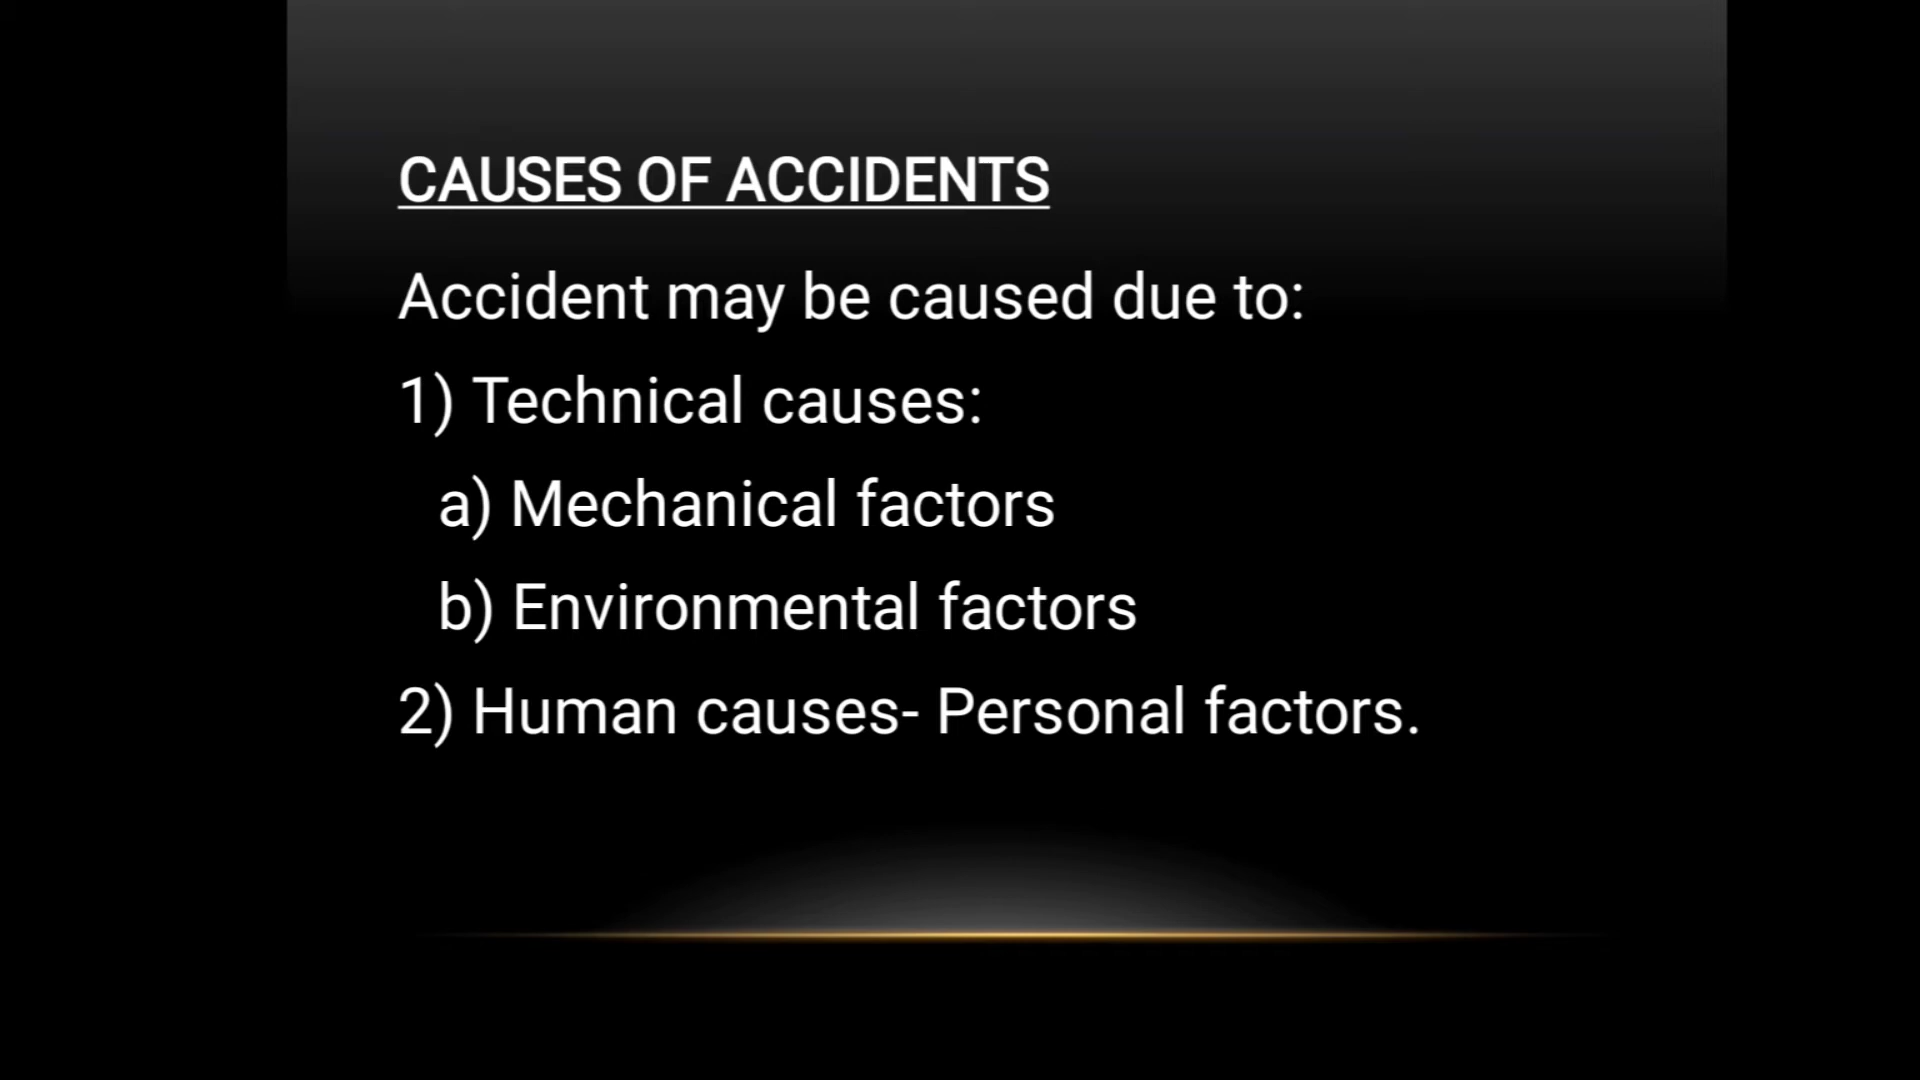 CAUSES OF ACCIDENTS
Accident may be caused due to:
1) Technical causes:
a) Mechanical factors
b) Environmental factors
2) Human causes- Personal factors.